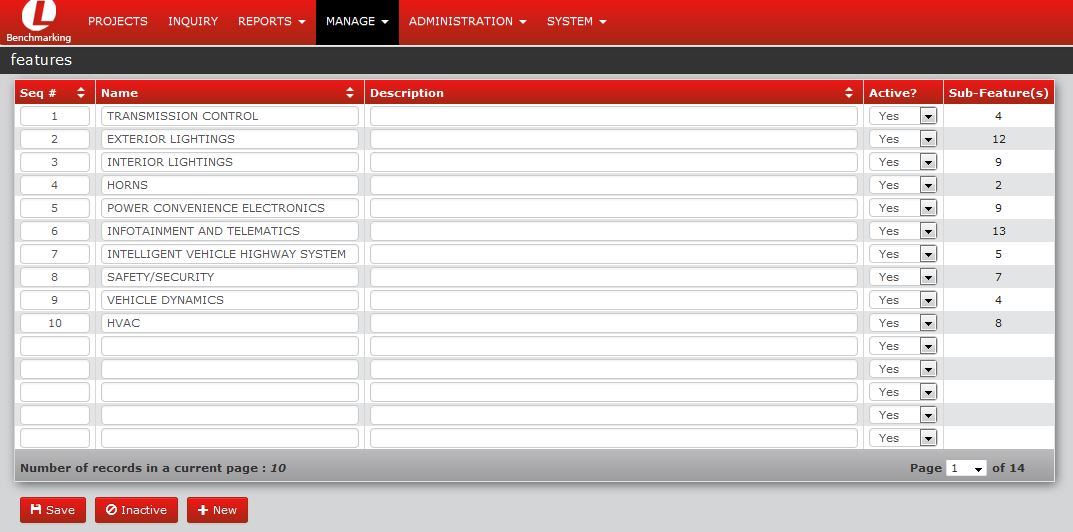 L
Benchmarking
PROJECTS INQUIRY REPORTS MANAGE ADMINISTRATION SYSTEM
features
Seq # Name Description Active? Sub-Feature(s)
1 TRANSMISSION CONTROL Yes 4
2 EXTERIOR LIGHTINGS Yes 12
3 INTERIOR LIGHTINGS Yes 9
4 HORNS Yes 2
5 POWER CONVENIENCE ELECTRONICS Yes 9
6 INFOTAINMENT AND TELEMATICS Yes 13
7 INTELLIGENT VEHICLE HIGHWAY SYSTEM Yes 5
8 SAFETY/SECURITY Yes 7
9 VEHICLE DYNAMICS Yes 4
10 HVAC Yes 8
Yes
Yes
Yes
Yes
Yes
Number of records in a current page : 10 Page 1 of 14
Save Inactive New